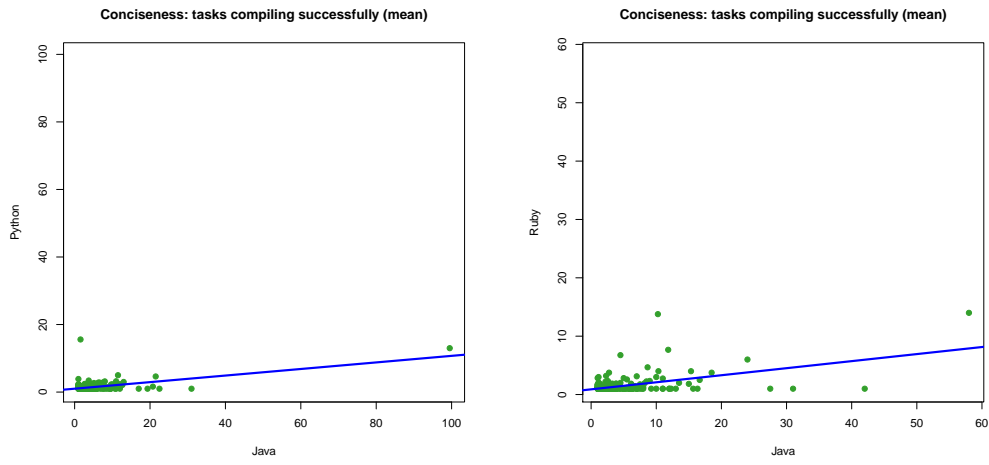 Conciseness: tasks compiling successfully (mean)
100
80
60
40
20
0
Python
0 20 40 60 80 100
Java
Conciseness: tasks compiling successfully (mean)
60
50
40
30
20
10
0
Ruby
0 10 20 30 40 50 60
Java